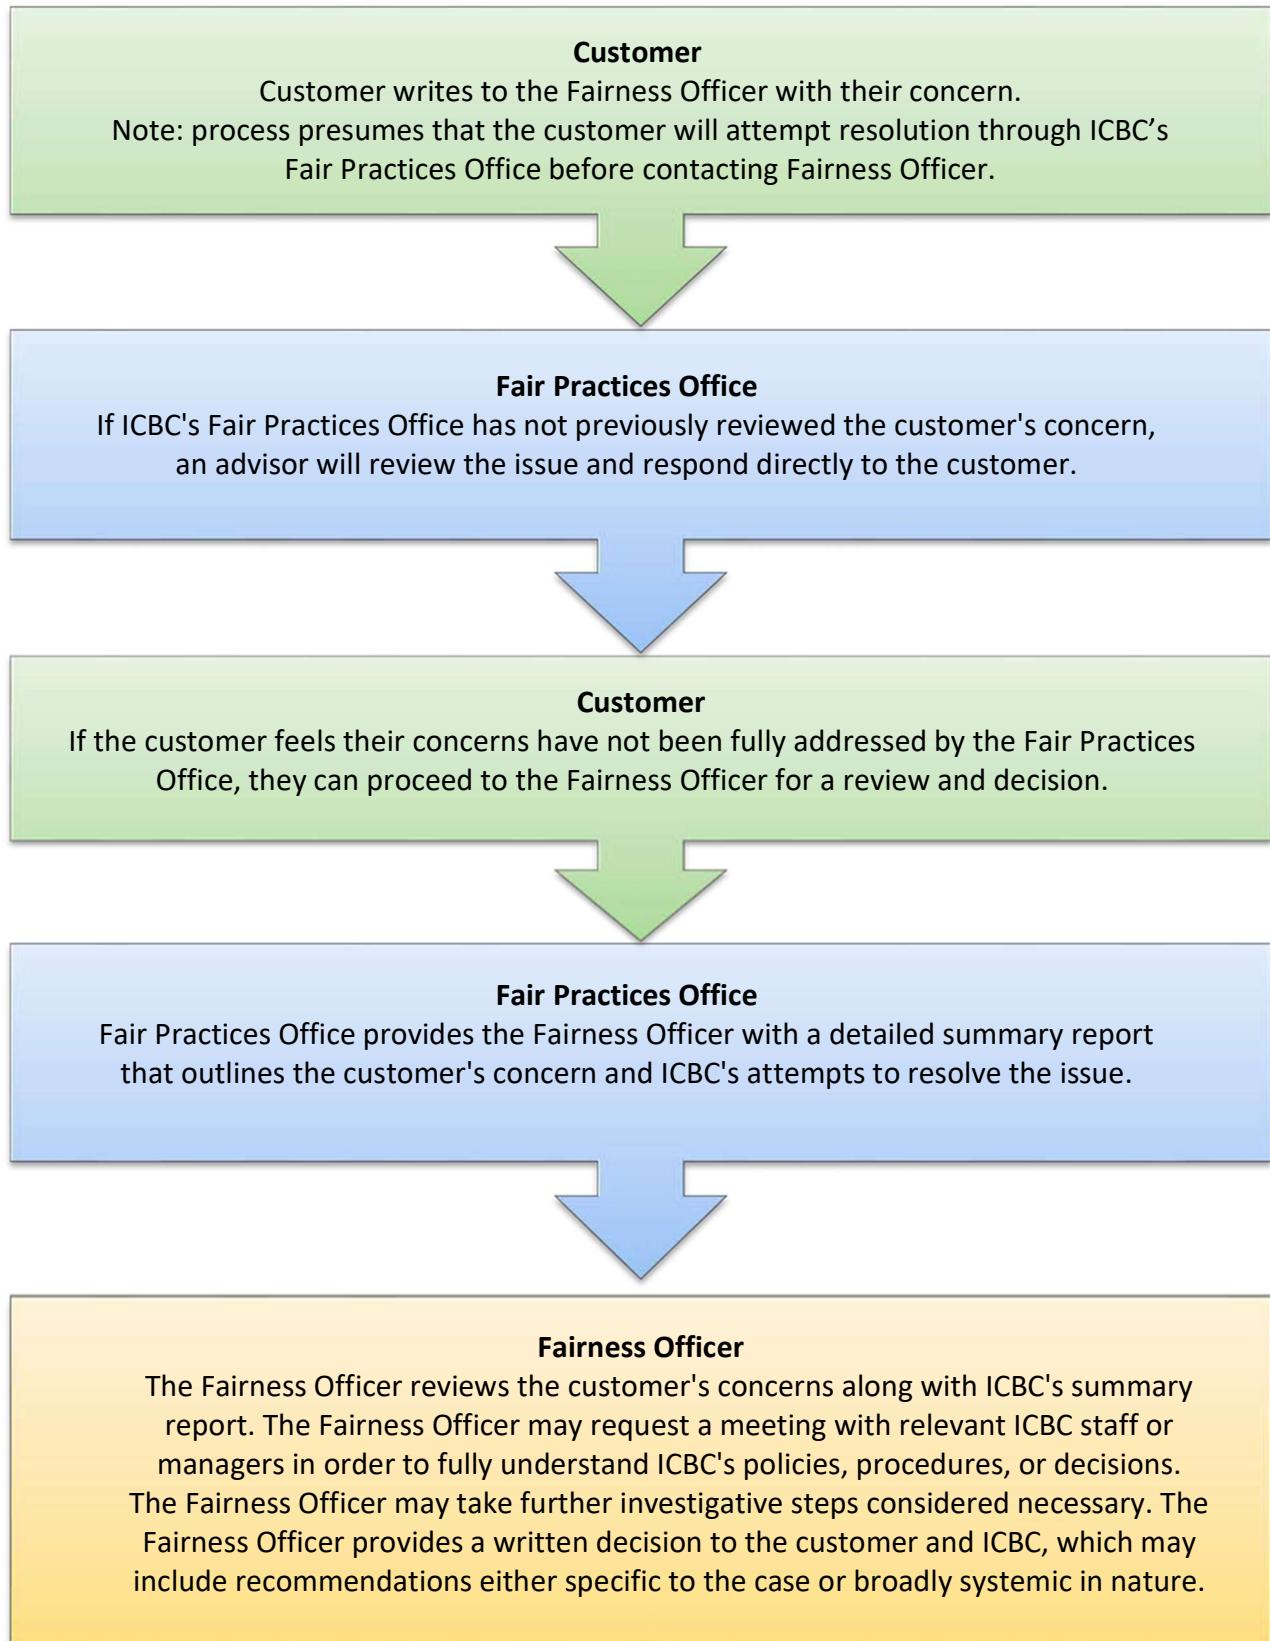 Customer
Customer writes to the Fairness Officer with their concern.
Note: process presumes that the customer will attempt resolution through ICBC’s
Fair Practices Office before contacting Fairness Officer.
Fair Practices Office
If ICBC's Fair Practices Office has not previously reviewed the customer's concern,
an advisor will review the issue and respond directly to the customer.
Customer
If the customer feels their concerns have not been fully addressed by the Fair Practices
Office, they can proceed to the Fairness Officer for a review and decision.
Fair Practices Office
Fair Practices Office provides the Fairness Officer with a detailed summary report
that outlines the customer's concern and ICBC's attempts to resolve the issue.
Fairness Officer
The Fairness Officer reviews the customer's concerns along with ICBC's summary
report. The Fairness Officer may request a meeting with relevant ICBC staff or
managers in order to fully understand ICBC's policies, procedures, or decisions.
The Fairness Officer may take further investigative steps considered necessary. The
Fairness Officer provides a written decision to the customer and ICBC, which may
include recommendations either specific to the case or broadly systemic in nature.